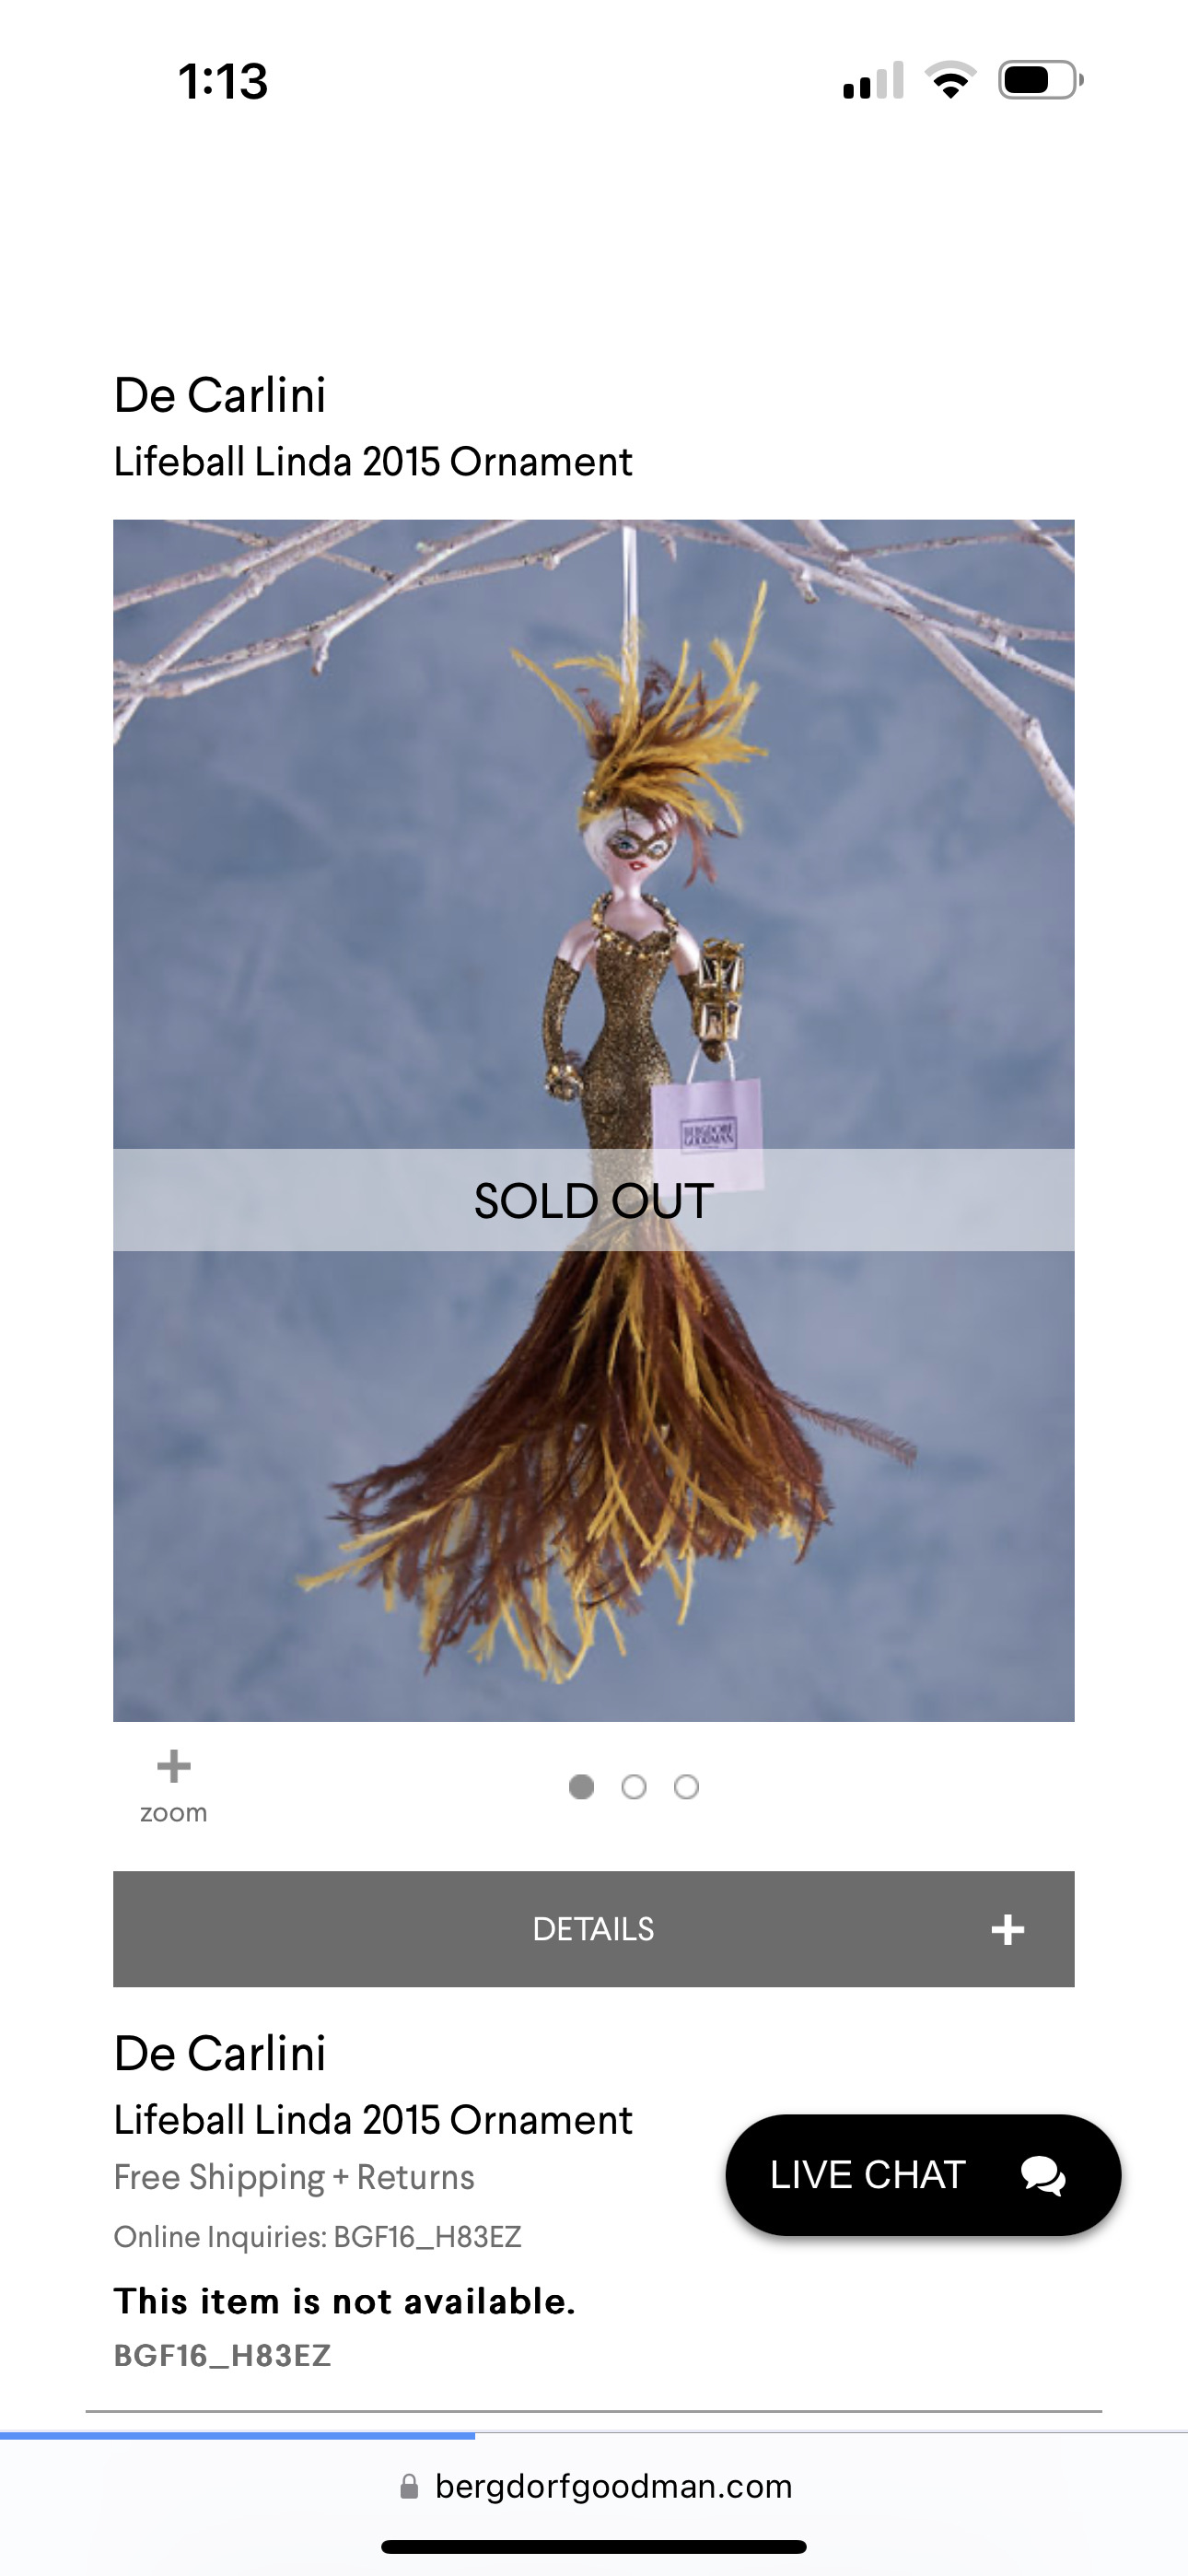 1:13
De Carlini
Lifeball Linda 2015 Ornament
BERGDORF
GOODMAN
SOLD OUT
zoom
DETAILS
De Carlini
Lifeball Linda 2015 Ornament
Free Shipping + Returns
LIVE CHAT
Online Inquiries: BGF16_H83EZ
This item is not available.
BGF16_H83EZ
bergdorfgoodman.com